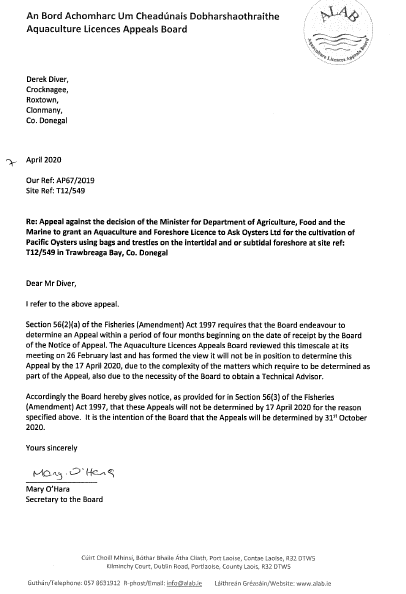 An Bord Achomharc Um Cheadúnais Dobharshaothraithe
Aquaculture Licences Appeals Board
ALAB
Aquaculture Licences Appeals Board
Derek Diver,
Crocknagee,
Roxtown,
Clonmany,
Co. Donegal
7 April 2020
Our Ref: AP67/2019
Site Ref: T12/549
Re: Appeal against the decision of the Minister for Department of Agriculture, Food and the
Marine to grant an Aquaculture and Foreshore Licence to Ask Oysters Ltd for the cultivation of
Pacific Oysters using bags and trestles on the intertidal and or subtidal foreshore at site ref:
T12/549 in Trawbreaga Bay, Co. Donegal
Dear Mr Diver,
I refer to the above appeal.
Section 56(2)(a) of the Fisheries (Amendment) Act 1997 requires that the Board endeavour to
determine an Appeal within a period of four months beginning on the date of receipt by the Board
of the Notice of Appeal. The Aquaculture Licences Appeals Board reviewed this timescale at its
meeting on 26 February last and has formed the view it will not be in position to determine this
Appeal by the 17 April 2020, due to the complexity of the matters which require to be determined as
part of the Appeal, also due to the necessity of the Board to obtain a Technical Advisor.
Accordingly the Board hereby gives notice, as provided for in Section 56(3) of the Fisheries
(Amendment) Act 1997, that these Appeals will not be determined by 17 April 2020 for the reason
specified above. It is the intention of the Board that the Appeals will be determined by 31st October
2020.
Yours sincerely
Mary O'Hara
Mary O'Hara
Secretary to the Board
Cúirt Choill Mhinsi, Bóthar Bhaile Átha Cliath, Port Laoise, Contae Laoise, R32 DTW5
Kilminchy Court, Dublin Road, Portlaoise, County Laois, R32 DTW5
Guthán/Telephone: 057 8631912 R-phost/Email: info@alab.ie Láithreán Gréasáin/Website: www.alab.ie